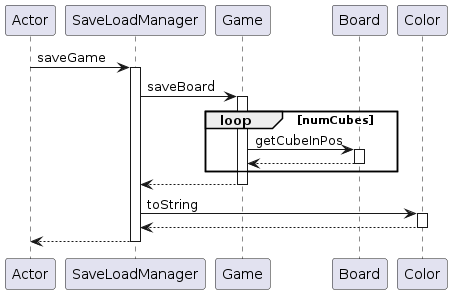 Actor SaveLoadManager Game Board Color
saveGame
saveBoard
loop [numCubes]
getCubeInPos
toString
Actor SaveLoadManager Game Board Color